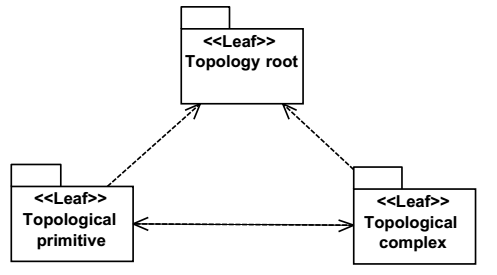 <<Leaf>>
Topology root
<<Leaf>>
Topological
primitive
<<Leaf>>
Topological
complex